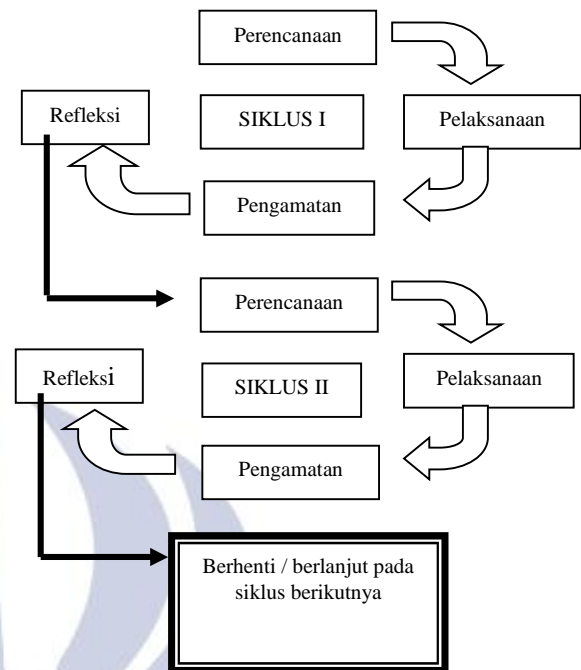 Perencanaan
Refleksi
SIKLUS I
Pelaksanaan
Pengamatan
Perencanaan
Refleksi
SIKLUS II
Pelaksanaan
Pengamatan
Berhenti / berlanjut pada
siklus berikutnya